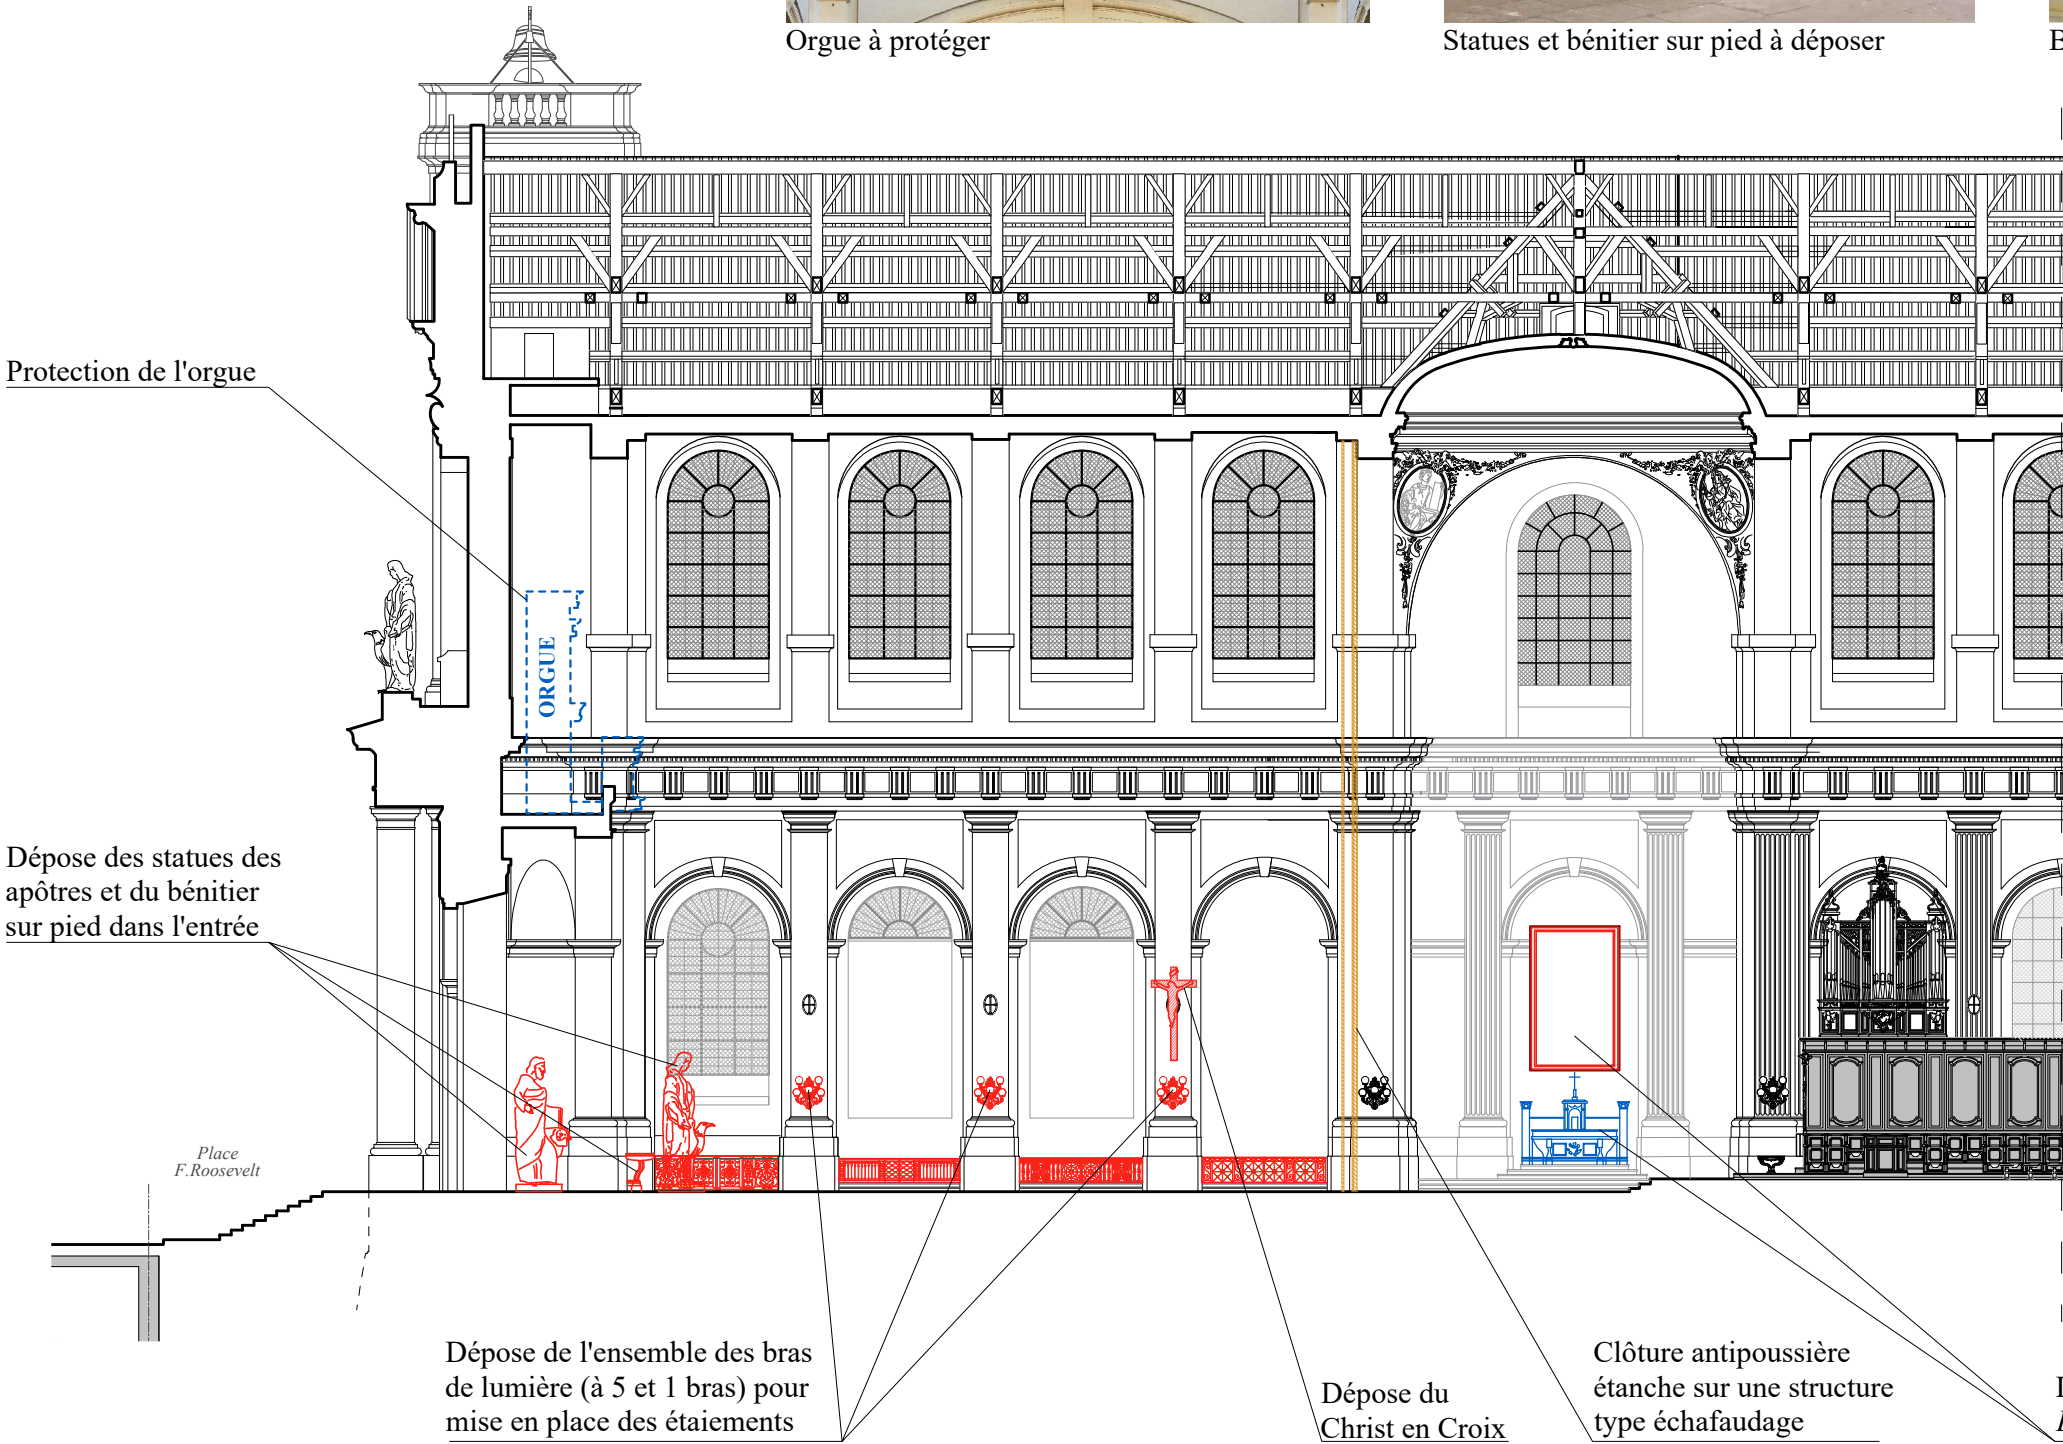 Orgue à protéger
Statues et bénitier sur pied à déposer
Protection de l'orgue
ORGUE
Dépose des statues des
apôtres et du bénitier
sur pied dans l'entrée
Place
F.Roosevelt
Dépose de l'ensemble des bras
de lumière (à 5 et 1 bras) pour
mise en place des étaiements
Dépose du
Christ en Croix
Clôture antipoussière
étanche sur une structure
type échafaudage